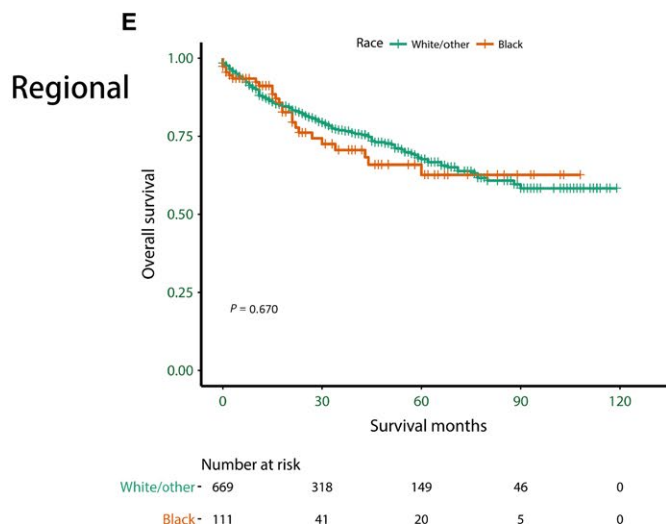 E
Regional
Race White/other Black
Overall survival
1.00
0.75
0.50
0.25
0.00
P = 0.670
0 30 60 90 120
Survival months
Number at risk
White/other 669 318 149 46 0
Black 111 41 20 5 0